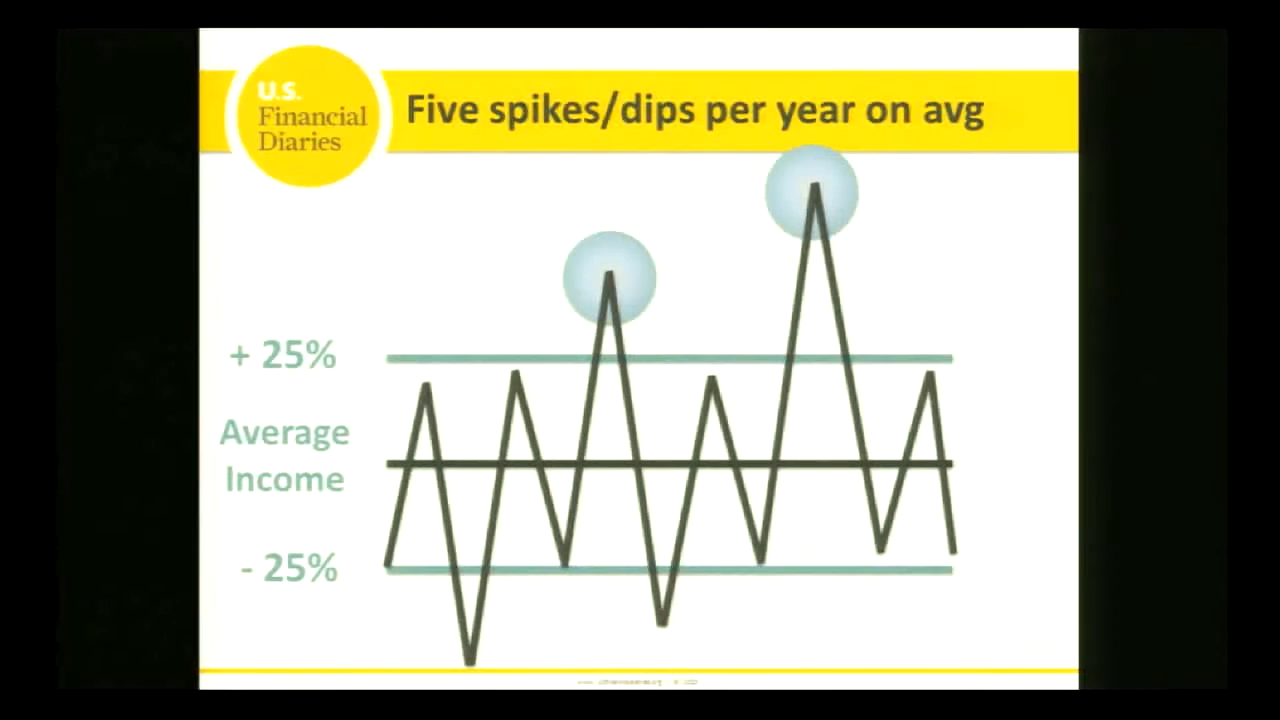 U.S.
Financial
Diaries
Five spikes/dips per year on avg
+ 25%
Average
Income
- 25%